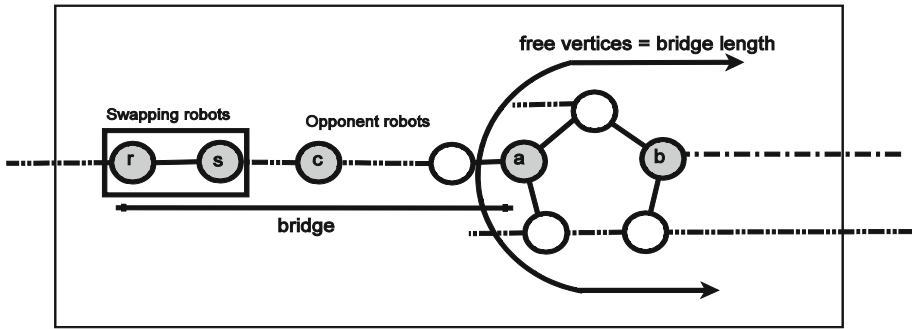 free vertices = bridge length
Swapping robots
Opponent robots
r
s
c
a
b
bridge